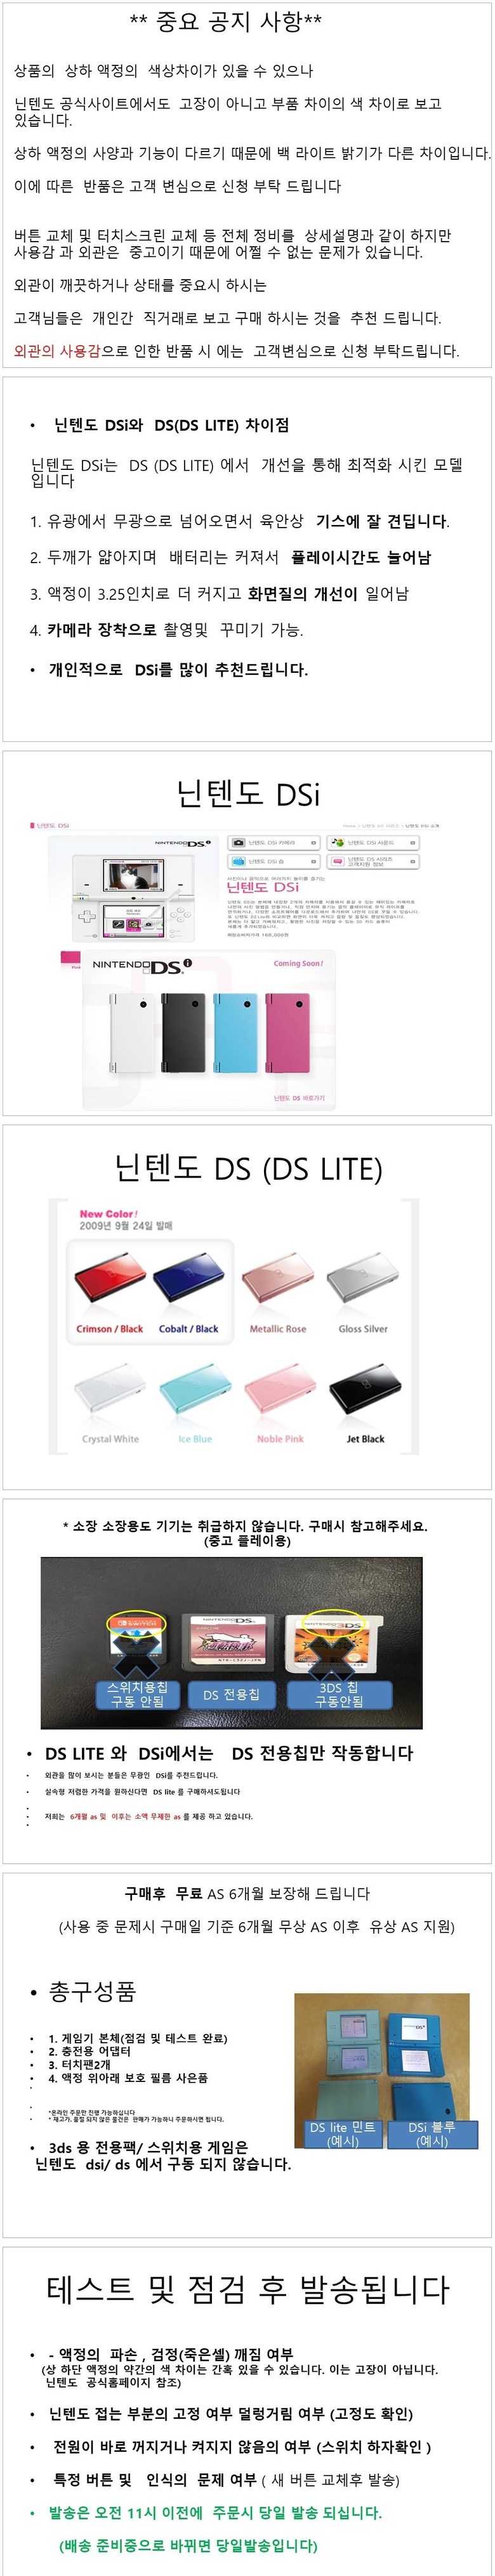 ** 중요 공지 사항**
상품의 상하 액정의 색상차이가 있을 수 있으나
닌텐도 공식사이트에서도 고장이 아니고 부품 차이의 색 차이로 보고
있습니다.
상하 액정의 사양과 기능이 다르기 때문에 백 라이트 밝기가 다른 차이입니다.
이에 따른 반품은 고객 변심으로 신청 부탁 드립니다
버튼 교체 및 터치스크린 교체 등 전체 정비를 상세설명과 같이 하지만
사용감 과 외관은 중고이기 때문에 어쩔 수 없는 문제가 있습니다.
외관이 깨끗하거나 상태를 중요시 하시는
고객님들은 개인간 직거래로 보고 구매 하시는 것을 추천 드립니다.
외관의 사용감으로 인한 반품 시 에는 고객변심으로 신청 부탁드립니다.
• 닌텐도 DSi와 DS(DS LITE) 차이점
닌텐도 DSi는 DS (DS LITE) 에서 개선을 통해 최적화 시킨 모델
입니다
1. 유광에서 무광으로 넘어오면서 육안상 기스에 잘 견딥니다.
2. 두깨가 얇아지며 배터리는 커져서 플레이시간도 늘어남
3. 액정이 3.25인치로 더 커지고 화면질의 개선이 일어남
4. 카메라 장착으로 촬영및 꾸미기 가능.
• 개인적으로 DSi를 많이 추천드립니다.
닌텐도 DSi
닌텐도 DSi
NINTENDO DSi
닌텐도 DSi 카메라
닌텐도 DSi 사운드
닌텐도 DSi 숍
닌텐도 DS 시리즈
고객지원 정보
닌텐도 DSi
NINTENDO DSi
Coming Soon!
닌텐도 DS 바로가기
닌텐도 DS (DS LITE)
New Color!
2009년 9월 24일 발매
Crimson / Black
Cobalt / Black
Metallic Rose
Gloss Silver
Crystal White
Ice Blue
Noble Pink
Jet Black
* 소장 소장용도 기기는 취급하지 않습니다. 구매시 참고해주세요.
(중고 플레이용)
NINTENDO DS
NINTENDO 3DS
스위치용칩
구동 안됨
DS 전용칩
3DS 칩
구동안됨
• DS LITE 와 DSi에서는 DS 전용칩만 작동합니다
• 외관을 많이 보시는 분들은 무광인 DSi를 추천드립니다.
• 실속형 저렴한 가격을 원하신다면 DS lite 를 구매하셔도됩니다
• 저희는 6개월 as 및 이후는 소액 무제한 as 를 제공 하고 있습니다.
구매후 무료 AS 6개월 보장해 드립니다
(사용 중 문제시 구매일 기준 6개월 무상 AS 이후 유상 AS 지원)
• 총구성품
• 1. 게임기 본체(점검 및 테스트 완료)
• 2. 충전용 어댑터
• 3. 터치팬2개
• 4. 액정 위아래 보호 필름 사은품
• *온라인 주문만 진행 가능하십니다
• * 재고가, 품절 되지 않은 물건은 판매가 가능하니 주문하시면 됩니다.
• 3ds 용 전용팩/ 스위치용 게임은
닌텐도 dsi/ ds 에서 구동 되지 않습니다.
DS lite 민트
(예시)
DSi 블루
(예시)
테스트 및 점검 후 발송됩니다
• - 액정의 파손 , 검정(죽은셀) 깨짐 여부
(상 하단 액정의 약간의 색 차이는 간혹 있을 수 있습니다. 이는 고장이 아닙니다.
닌텐도 공식홈페이지 참조)
• 닌텐도 접는 부분의 고정 여부 덜렁거림 여부 (고정도 확인)
• 전원이 바로 꺼지거나 켜지지 않음의 여부 (스위치 하자확인 )
• 특정 버튼 및 인식의 문제 여부 ( 새 버튼 교체후 발송)
• 발송은 오전 11시 이전에 주문시 당일 발송 되십니다.
(배송 준비중으로 바뀌면 당일발송입니다)